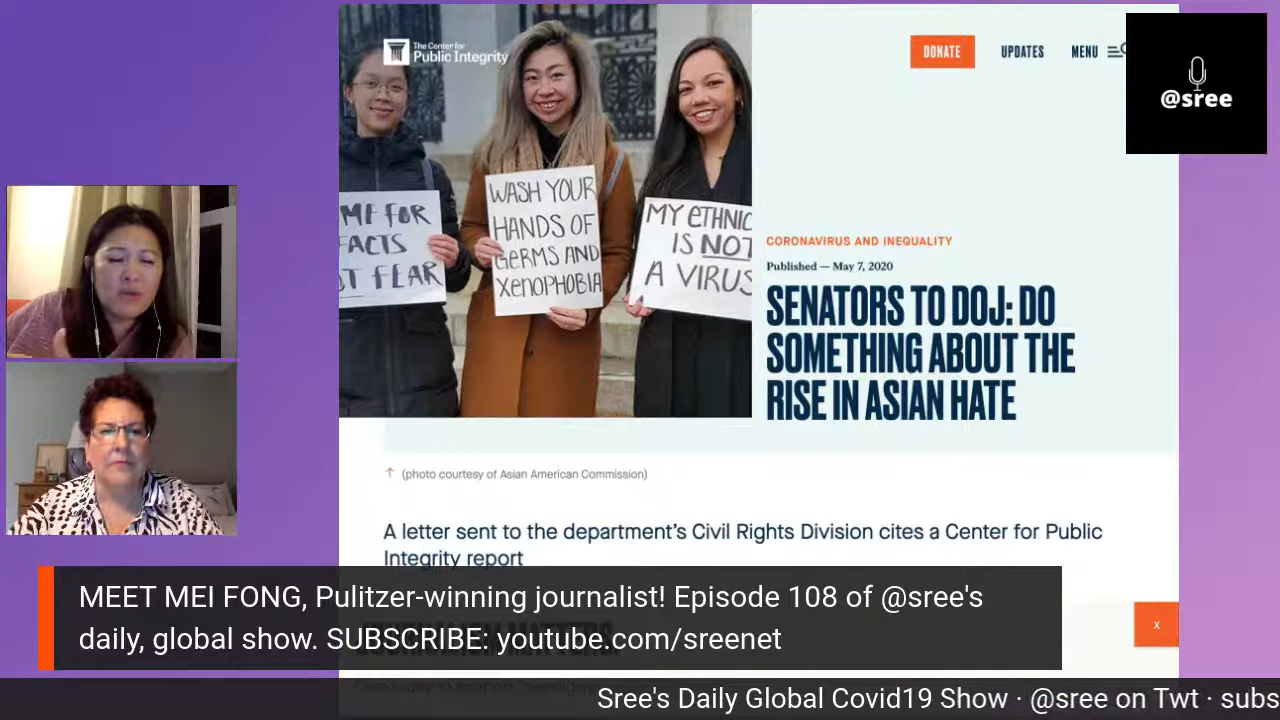 The Center for
Public Integrity
DONATE
UPDATES
MENU
@sree
ME FOR
FACTS
OT FEAR
WASH YOUR
HANDS OF
GERMS AND
XENOPHOBIA
MY ETHNIC
IS NOT
A VIRUS
CORONAVIRUS AND INEQUALITY
Published — May 7, 2020
SENATORS TO DOJ: DO
SOMETHING ABOUT THE
RISE IN ASIAN HATE
↑ (photo courtesy of Asian American Commission)
A letter sent to the department’s Civil Rights Division cites a Center for Public
Integrity report
MEET MEI FONG, Pulitzer-winning journalist! Episode 108 of @sree's
daily, global show. SUBSCRIBE: youtube.com/sreenet
X
Sree's Daily Global Covid19 Show · @sree on Twt · subs